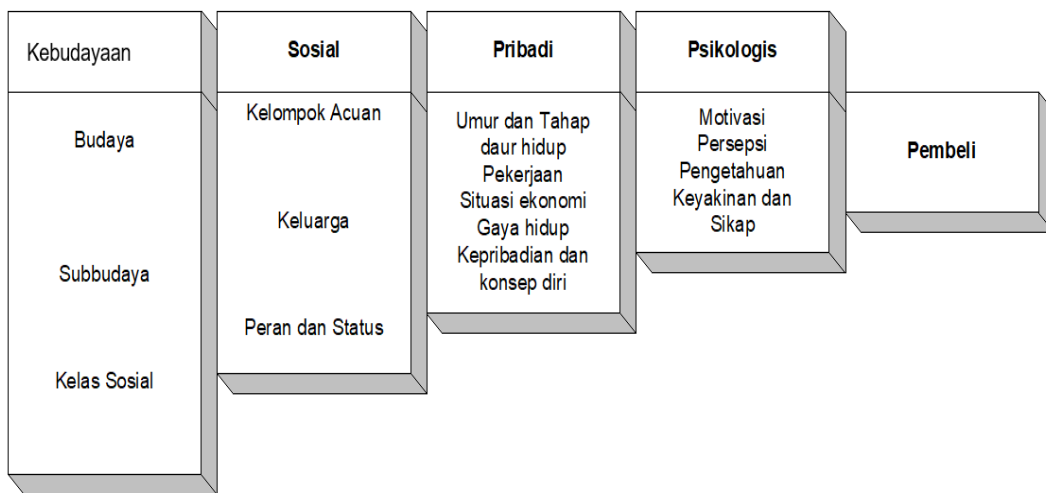 Kebudayaan
Budaya
Subbudaya
Kelas Sosial
Sosial
Kelompok Acuan
Keluarga
Peran dan Status
Pribadi
Umur dan Tahap
daur hidup
Pekerjaan
Situasi ekonomi
Gaya hidup
Kepribadian dan
konsep diri
Psikologis
Motivasi
Persepsi
Pengetahuan
Keyakinan dan
Sikap
Pembeli